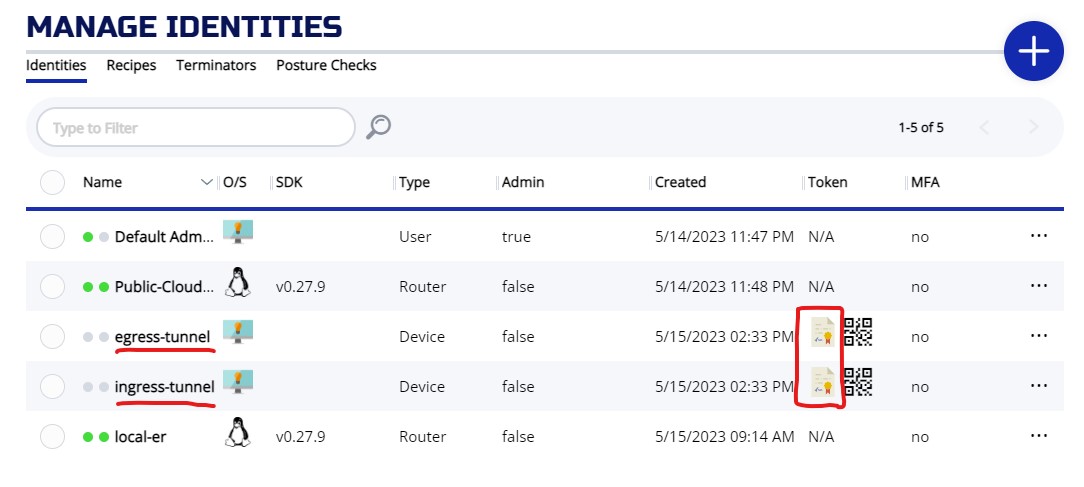 MANAGE IDENTITIES
Identities Recipes Terminators Posture Checks
Type to Filter 1-5 of 5
Name O/S SDK Type Admin Created Token MFA
Default Adm... User true 5/14/2023 11:47 PM N/A no ...
Public-Cloud... v0.27.9 Router false 5/14/2023 11:48 PM N/A no ...
egress-tunnel Device false 5/15/2023 02:33 PM no ...
ingress-tunnel Device false 5/15/2023 02:33 PM no ...
local-er v0.27.9 Router false 5/15/2023 09:14 AM N/A no ...